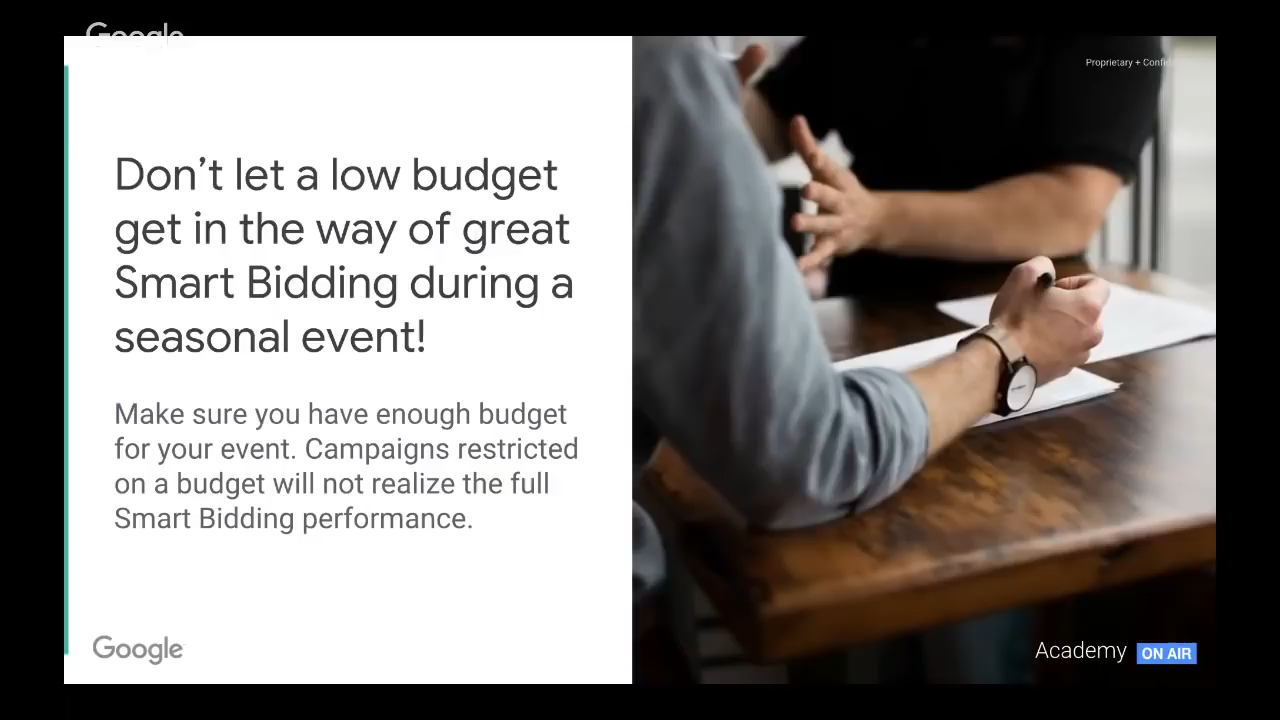 Google
Proprietary + Confid
Don't let a low budget
get in the way of great
Smart Bidding during a
seasonal event!
Make sure you have enough budget
for your event. Campaigns restricted
on a budget will not realize the full
Smart Bidding performance.
Google
Academy ON AIR